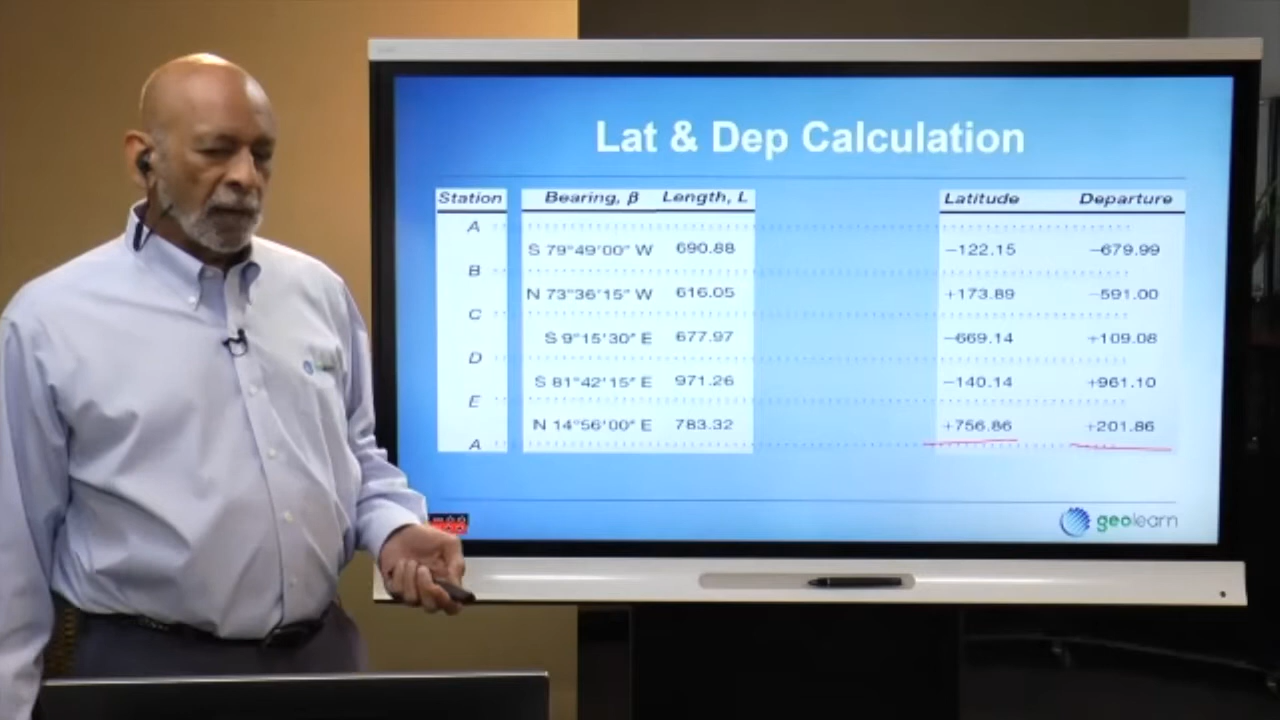 Lat & Dep Calculation
Station Bearing, β Length, L Latitude Departure
A
S 79°49'00" W 690.88 −122.15 −679.99
B
N 73°36'15" W 616.05 +173.89 −591.00
C
S 9°15'30" E 677.97 −669.14 +109.08
D
S 81°42'15" E 971.26 −140.14 +961.10
E
N 14°56'00" E 783.32 +756.86 +201.86
A
geolearn